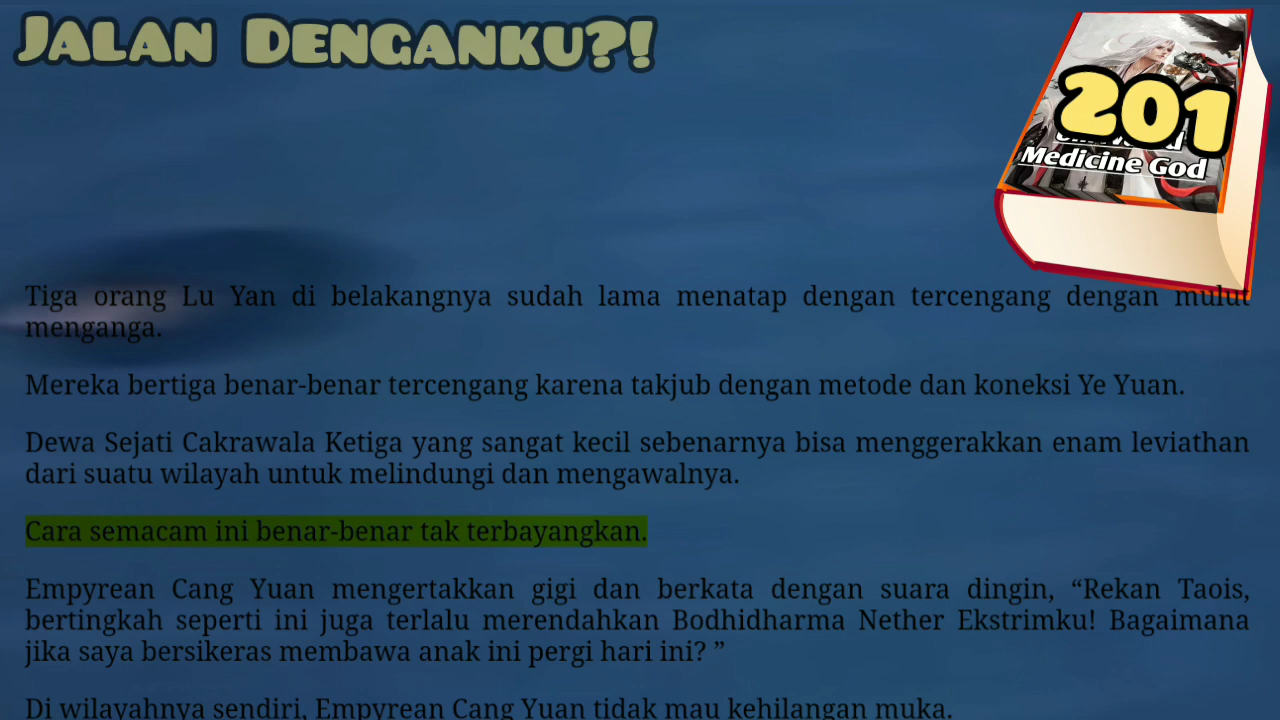 Jalan Denganku?!
201
Medicine God
Tiga orang Lu Yan di belakangnya sudah lama menatap dengan tercengang dengan mulut
menganga.
Mereka bertiga benar-benar tercengang karena takjub dengan metode dan koneksi Ye Yuan.
Dewa Sejati Cakrawala Ketiga yang sangat kecil sebenarnya bisa menggerakkan enam leviathan
dari suatu wilayah untuk melindungi dan mengawalnya.
Cara semacam ini benar-benar tak terbayangkan.
Empyrean Cang Yuan mengertakkan gigi dan berkata dengan suara dingin, “Rekan Taois,
bertingkah seperti ini juga terlalu merendahkan Bodhidharma Nether Ekstrimku! Bagaimana
jika saya bersikeras membawa anak ini pergi hari ini? ”
Di wilayahnya sendiri, Empyrean Cang Yuan tidak mau kehilangan muka.